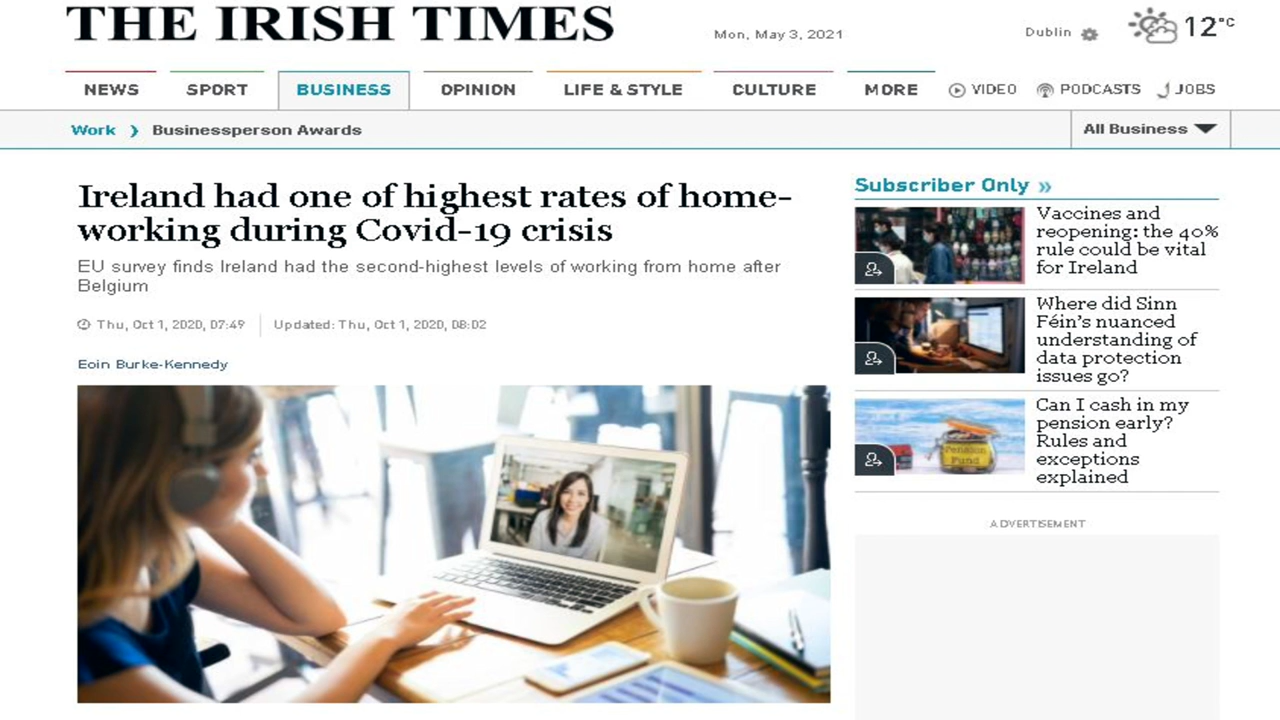 THE IRISH TIMES
Mon, May 3, 2021
Dublin
12°C
NEWS
SPORT
BUSINESS
OPINION
LIFE & STYLE
CULTURE
MORE
VIDEO
PODCASTS
JOBS
Work
Businessperson Awards
All Business
Ireland had one of highest rates of home-
working during Covid-19 crisis
EU survey finds Ireland had the second-highest levels of working from home after
Belgium
Thu, Oct 1, 2020, 07:49
Updated: Thu, Oct 1, 2020, 08:02
Eoin Burke-Kennedy
Subscriber Only
Vaccines and
reopening: the 40%
rule could be vital
for Ireland
Where did Sinn
Féin's nuanced
understanding of
data protection
issues go?
Can I cash in my
pension early?
Rules and
exceptions
explained
Pension
Fund
ADVERTISEMENT